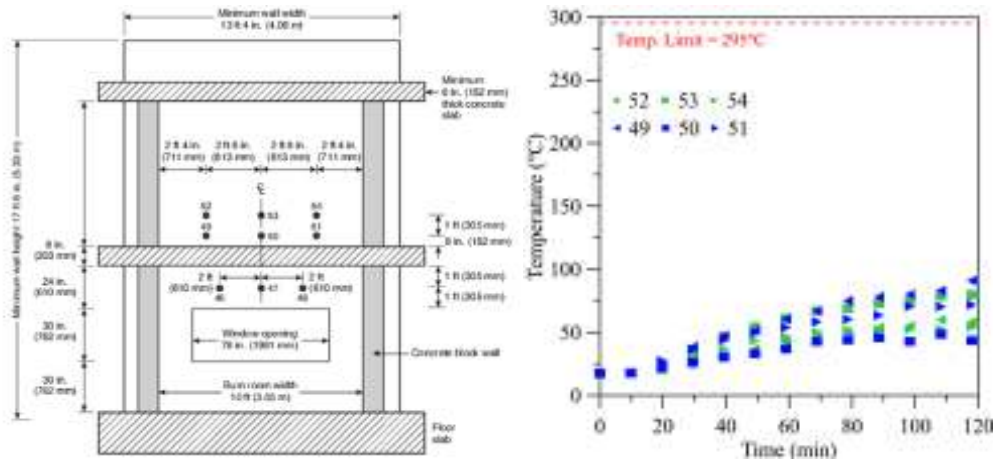 Minimum wall width
13 ft 4 in. (4.06 m)
Minimum
6 in. (152 mm)
thick concrete
slab
2 ft 4 in.
(711 mm)
2 ft 8 in.
(813 mm)
2 ft 8 in.
(813 mm)
2 ft 4 in.
(711 mm)
Minimum wall height 17 ft 6 in. (5.33 m)
52
53
54
49
50
51
1 ft (305 mm)
6 in. (152 mm)
8 in.
(203 mm)
2 ft
(610 mm)
2 ft
(610 mm)
46
47
48
1 ft (305 mm)
1 ft (305 mm)
24 in.
(610 mm)
Window opening
78 in. (1981 mm)
30 in.
(762 mm)
Concrete block wall
30 in.
(762 mm)
Burn room width
10 ft (3.05 m)
Floor
slab
Temp. Limit = 295°C
52 53 54
49 50 51
Temperature (°C)
300
250
200
150
100
50
0
0 20 40 60 80 100 120
Time (min)